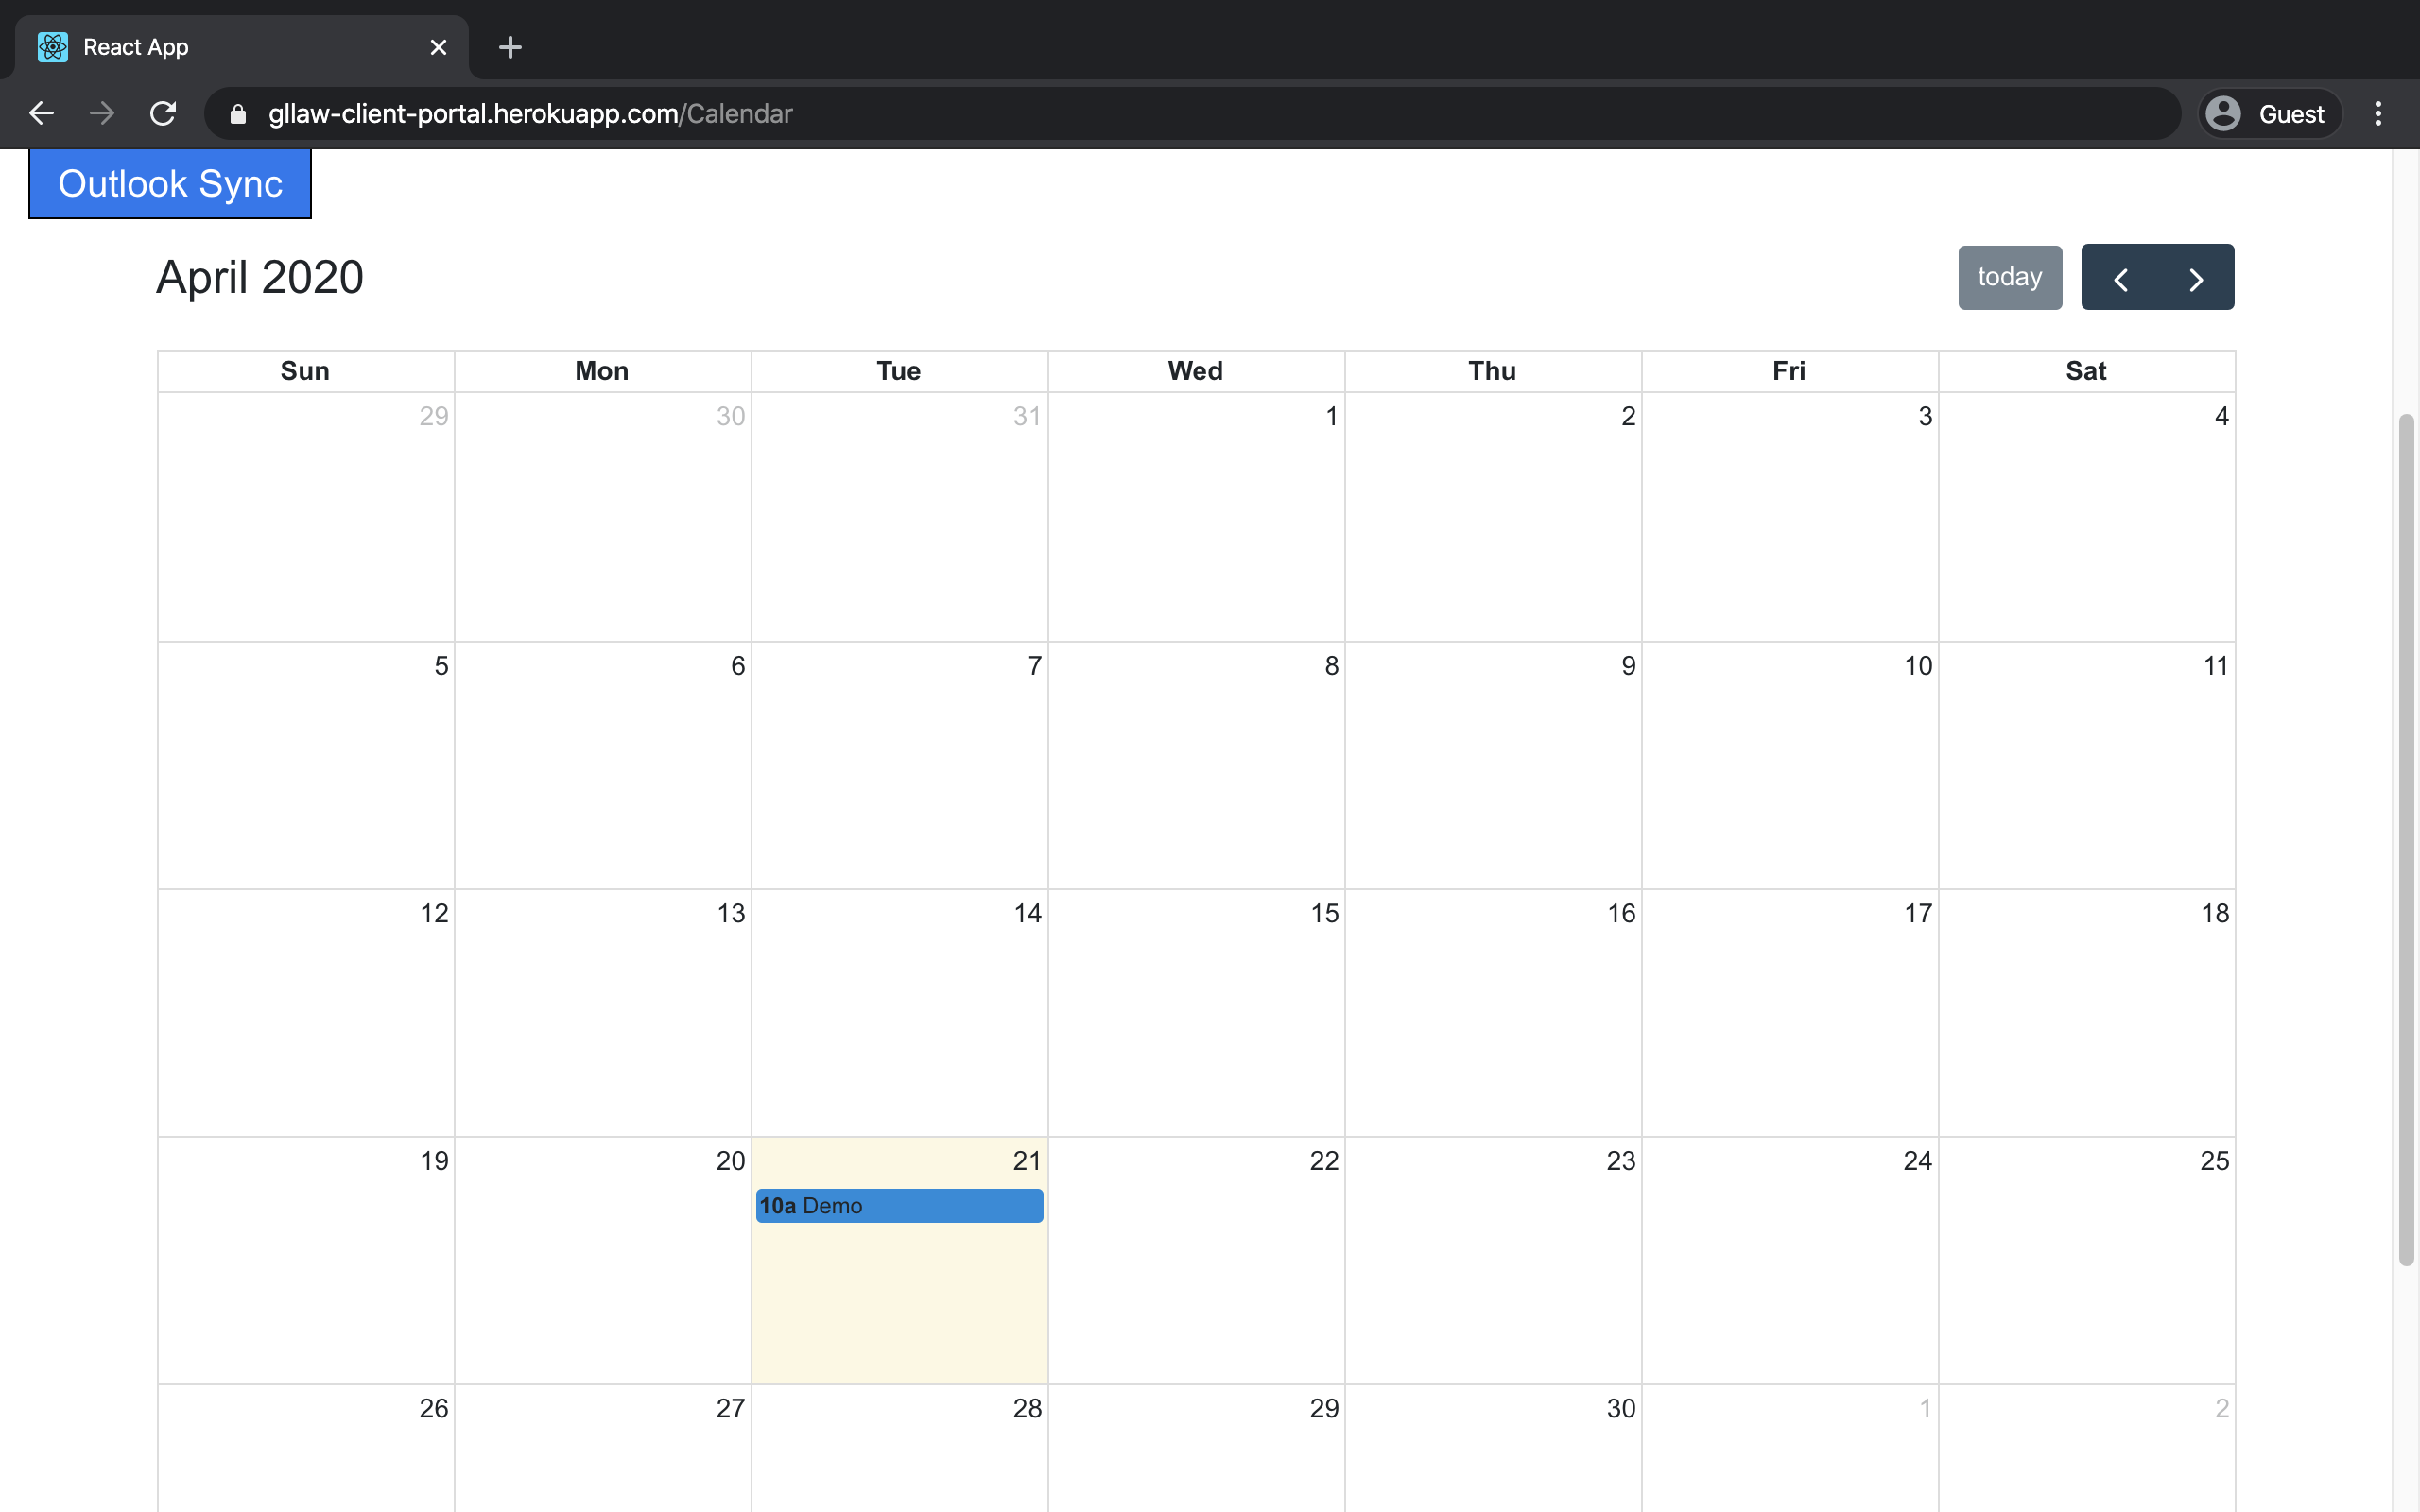 React App
gllaw-client-portal.herokuapp.com/Calendar
Guest
Outlook Sync
April 2020
today
Sun Mon Tue Wed Thu Fri Sat
29 30 31 1 2 3 4
5 6 7 8 9 10 11
12 13 14 15 16 17 18
19 20 21 22 23 24 25
10a Demo
26 27 28 29 30 1 2